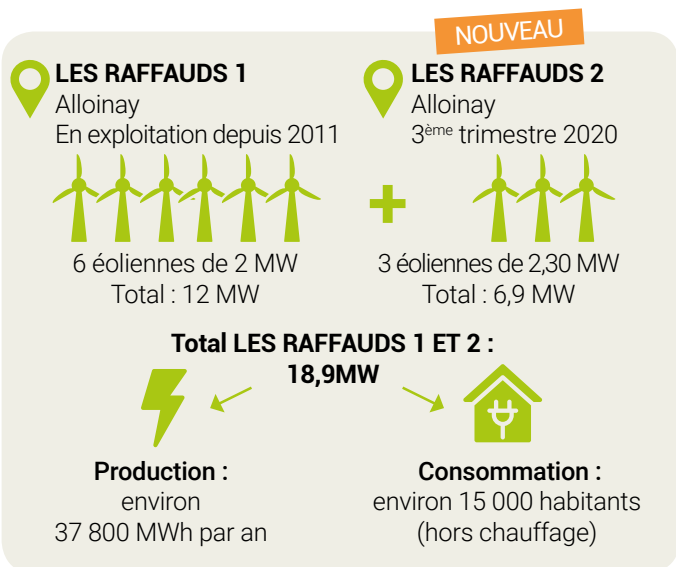 NOUVEAU
LES RAFFAUDS 1
Alloinay
En exploitation depuis 2011
6 éoliennes de 2 MW
Total : 12 MW
+
LES RAFFAUDS 2
Alloinay
3ème trimestre 2020
3 éoliennes de 2,30 MW
Total : 6,9 MW
Total LES RAFFAUDS 1 ET 2 :
18,9MW
Production :
environ
37 800 MWh par an
Consommation :
environ 15 000 habitants
(hors chauffage)